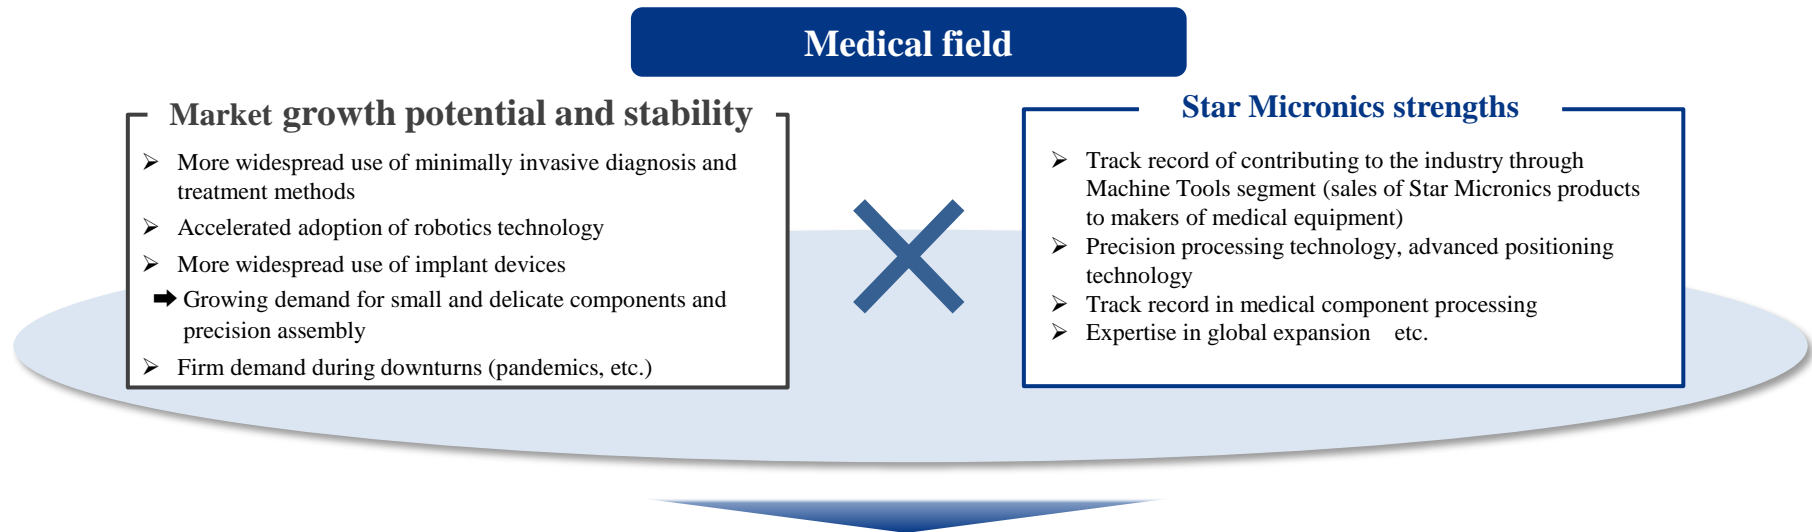 Medical field
Market growth potential and stability
➢ More widespread use of minimally invasive diagnosis and
treatment methods
➢ Accelerated adoption of robotics technology
➢ More widespread use of implant devices
➡ Growing demand for small and delicate components and
precision assembly
➢ Firm demand during downturns (pandemics, etc.)
Star Micronics strengths
➢ Track record of contributing to the industry through
Machine Tools segment (sales of Star Micronics products
to makers of medical equipment)
➢ Precision processing technology, advanced positioning
technology
➢ Track record in medical component processing
➢ Expertise in global expansion etc.